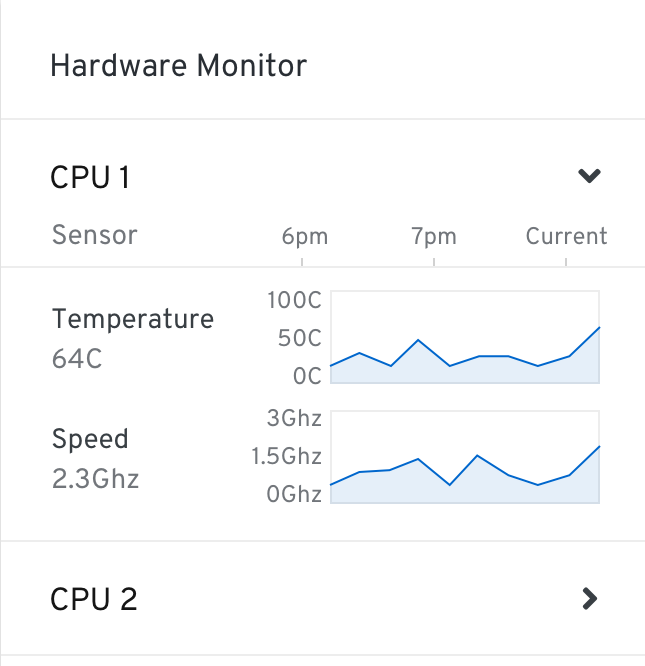 Hardware Monitor
CPU 1
Sensor 6pm 7pm Current
Temperature
64C
100C
50C
0C
Speed
2.3Ghz
3Ghz
1.5Ghz
0Ghz
CPU 2